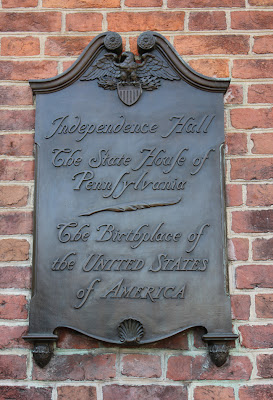 Independence Hall
The State House of
Pennsylvania
The Birthplace of
the UNITED STATES
of AMERICA